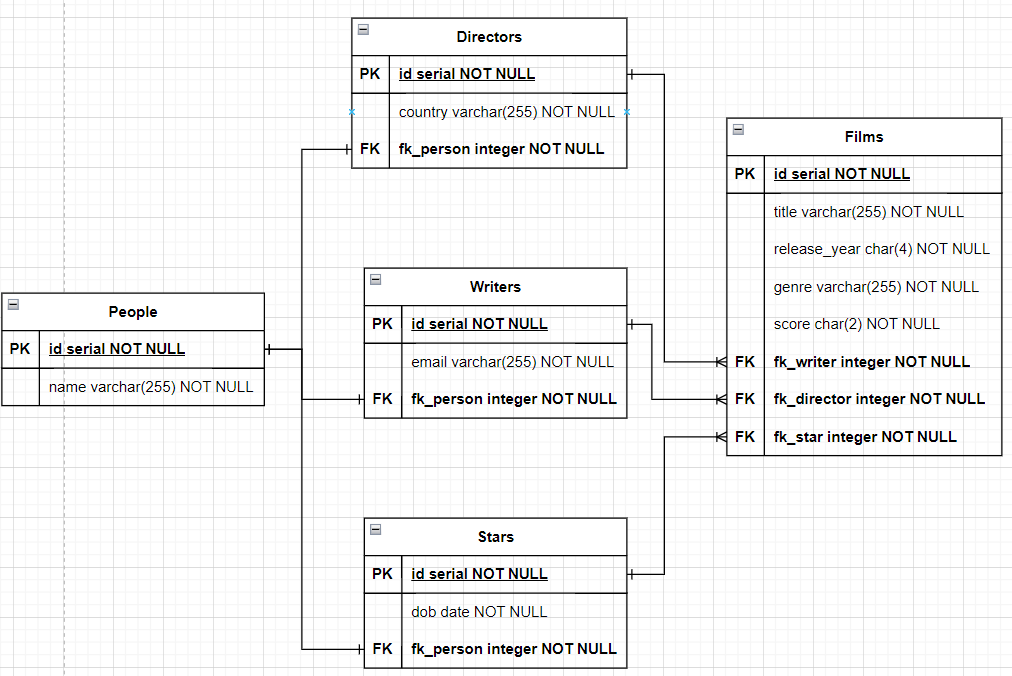 Directors
PK id serial NOT NULL
country varchar(255) NOT NULL
FK fk_person integer NOT NULL
Films
PK id serial NOT NULL
title varchar(255) NOT NULL
release_year char(4) NOT NULL
genre varchar(255) NOT NULL
score char(2) NOT NULL
FK fk_writer integer NOT NULL
FK fk_director integer NOT NULL
FK fk_star integer NOT NULL
Writers
PK id serial NOT NULL
email varchar(255) NOT NULL
FK fk_person integer NOT NULL
People
PK id serial NOT NULL
name varchar(255) NOT NULL
Stars
PK id serial NOT NULL
dob date NOT NULL
FK fk_person integer NOT NULL